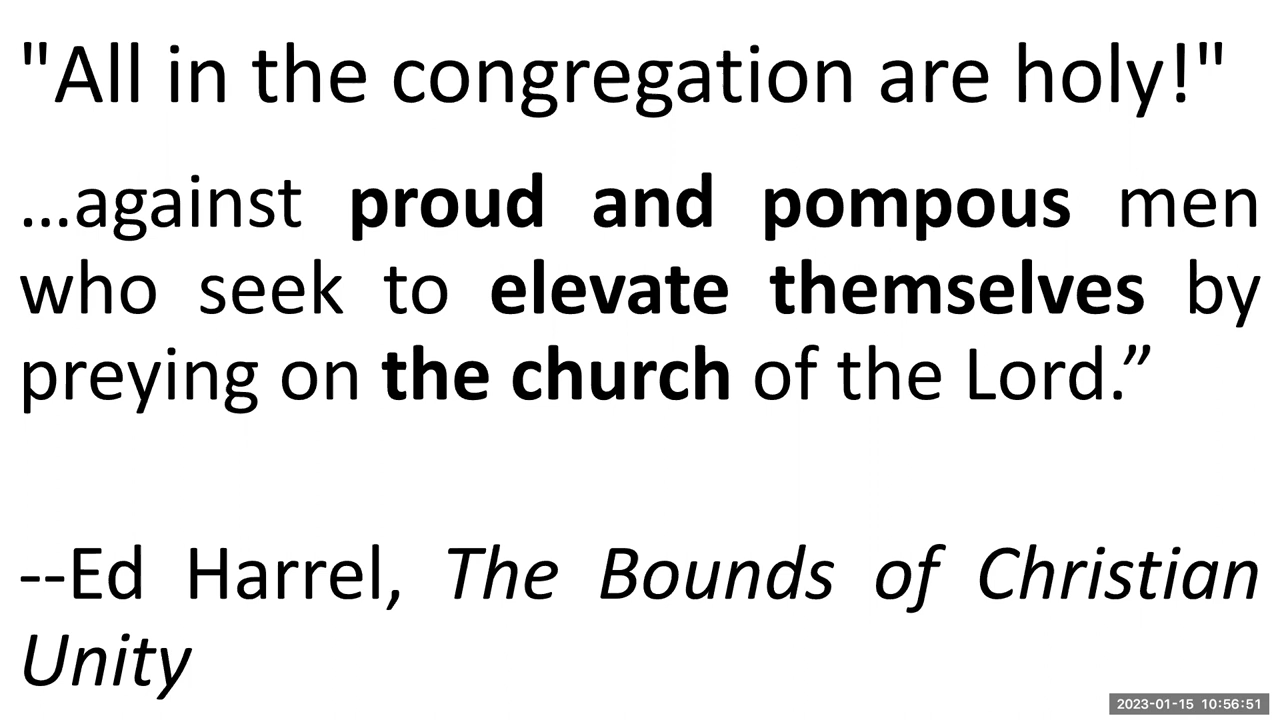 "All in the congregation are holy!"
...against proud and pompous men
who seek to elevate themselves by
preying on the church of the Lord.”
--Ed Harrel, The Bounds of Christian
Unity
2023-01-15 10:56:51